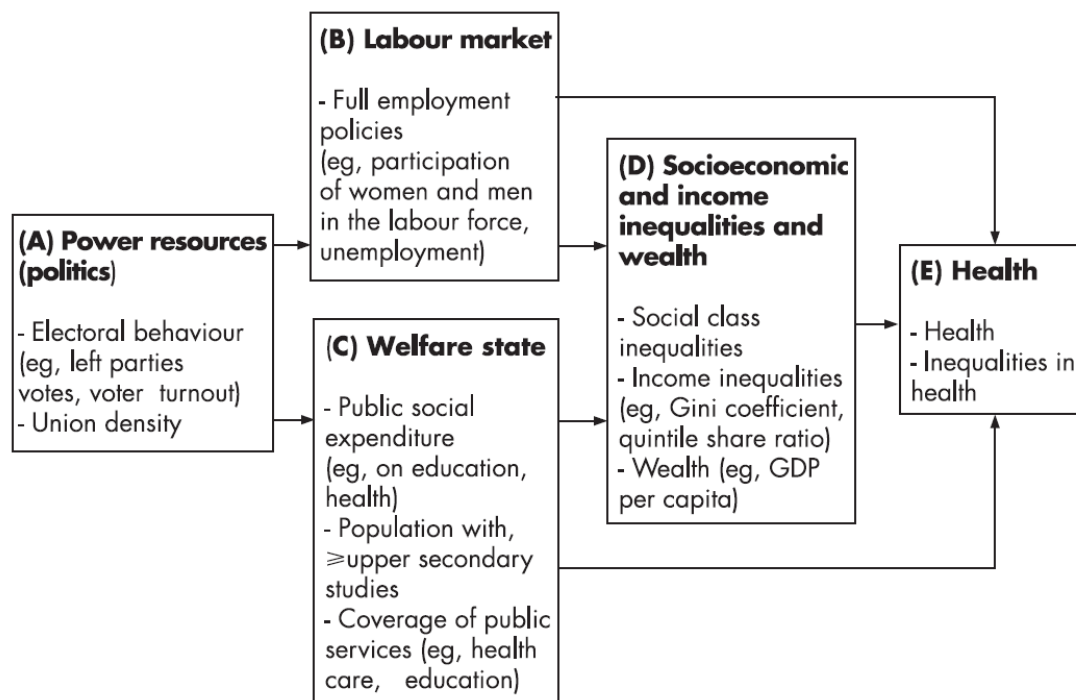 (A) Power resources
(politics)
- Electoral behaviour
(eg, left parties
votes, voter turnout)
- Union density
(B) Labour market
- Full employment
policies
(eg, participation
of women and men
in the labour force,
unemployment)
(C) Welfare state
- Public social
expenditure
(eg, on education,
health)
- Population with,
⩾upper secondary
studies
- Coverage of public
services (eg, health
care, education)
(D) Socioeconomic
and income
inequalities and
wealth
- Social class
inequalities
- Income inequalities
(eg, Gini coefficient,
quintile share ratio)
- Wealth (eg, GDP
per capita)
(E) Health
- Health
- Inequalities in
health